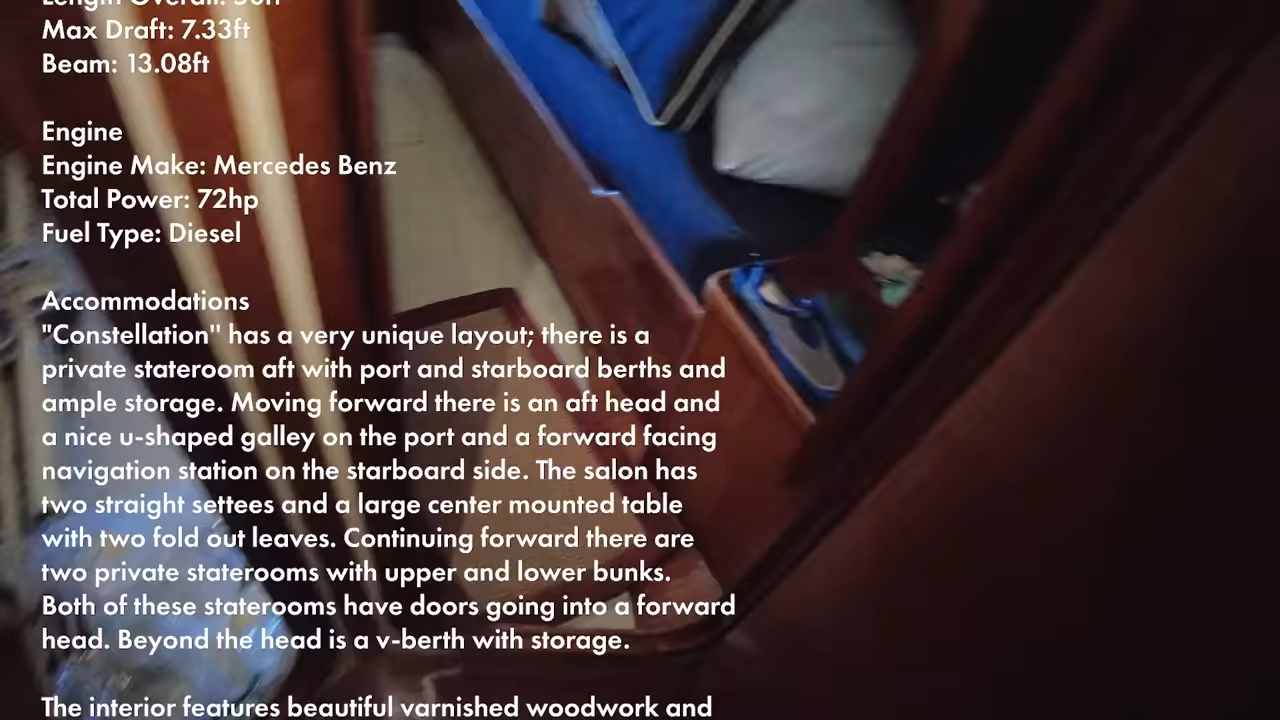 Max Draft: 7.33ft
Beam: 13.08ft
Engine
Engine Make: Mercedes Benz
Total Power: 72hp
Fuel Type: Diesel
Accommodations
"Constellation" has a very unique layout; there is a
private stateroom aft with port and starboard berths and
ample storage. Moving forward there is an aft head and
a nice u-shaped galley on the port and a forward facing
navigation station on the starboard side. The salon has
two straight settees and a large center mounted table
with two fold out leaves. Continuing forward there are
two private staterooms with upper and lower bunks.
Both of these staterooms have doors going into a forward
head. Beyond the head is a v-berth with storage.
The interior features beautiful varnished woodwork and